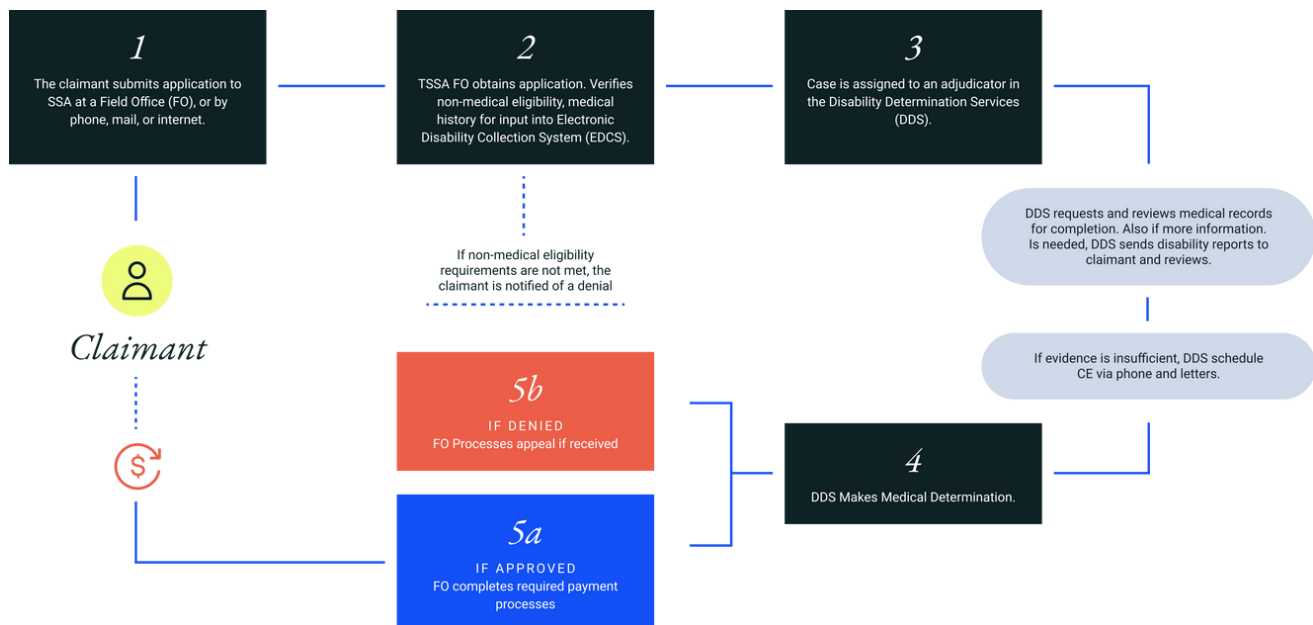 1
The claimant submits application to
SSA at a Field Office (FO), or by
phone, mail, or internet.
2
TSSA FO obtains application. Verifies
non-medical eligibility, medical
history for input into Electronic
Disability Collection System (EDCS).
3
Case is assigned to an adjudicator in
the Disability Determination Services
(DDS).
DDS requests and reviews medical records
for completion. Also if more information.
Is needed, DDS sends disability reports to
claimant and reviews.
If non-medical eligibility
requirements are not met, the
claimant is notified of a denial
Claimant
If evidence is insufficient, DDS schedule
CE via phone and letters.
5b
IF DENIED
FO Processes appeal if received
4
DDS Makes Medical Determination.
$
5a
IF APPROVED
FO completes required payment
processes